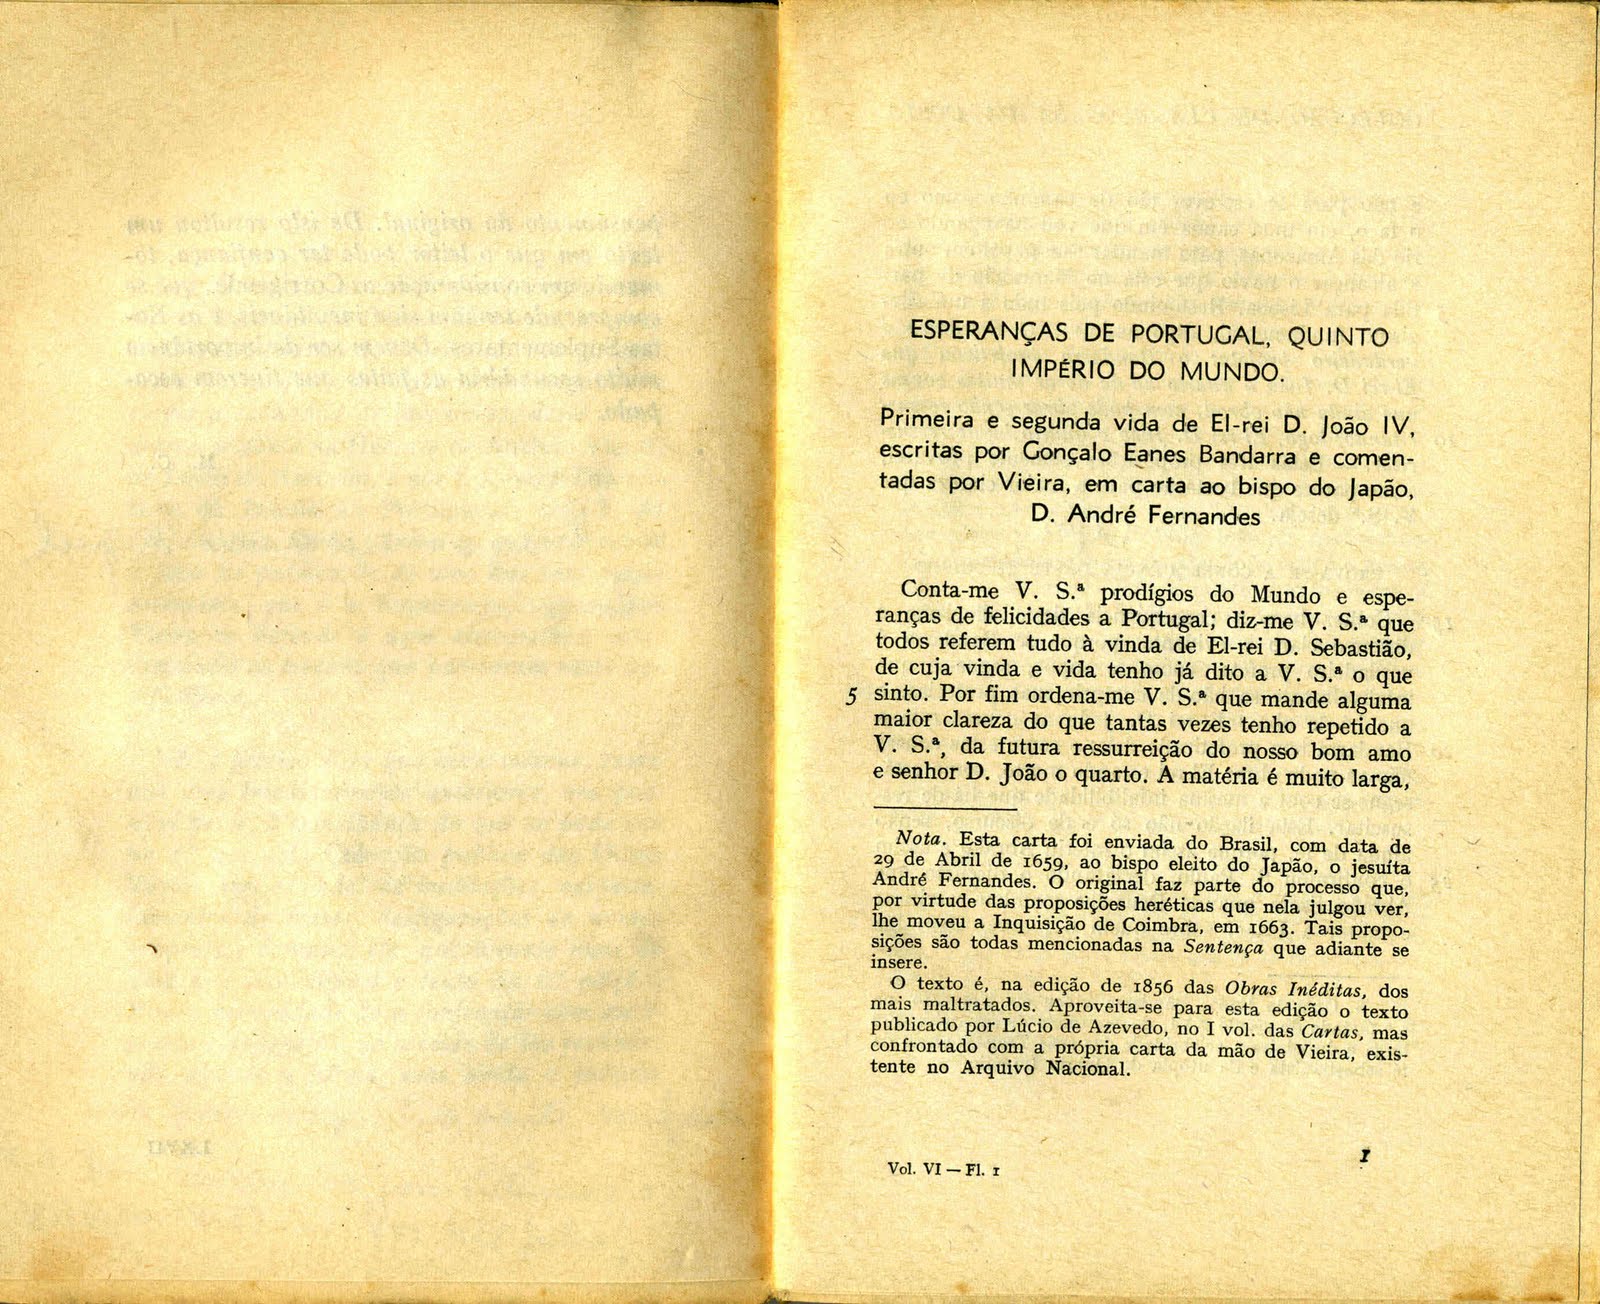 ESPERANÇAS DE PORTUGAL, QUINTO
IMPÉRIO DO MUNDO.
Primeira e segunda vida de El-rei D. João IV,
escritas por Gonçalo Eanes Bandarra e comen-
tadas por Vieira, em carta ao bispo do Japão,
D. André Fernandes
Conta-me V. S.ª prodígios do Mundo e espe-
ranças de felicidades a Portugal; diz-me V. S.ª que
todos referem tudo à vinda de El-rei D. Sebastião,
de cuja vinda e vida tenho já dito a V. S.ª o que
5 sinto. Por fim ordena-me V. S.ª que mande alguma
maior clareza do que tantas vezes tenho repetido a
V. S.ª, da futura ressurreição do nosso bom amo
e senhor D. João o quarto. A matéria é muito larga,
Nota. Esta carta foi enviada do Brasil, com data de
29 de Abril de 1659, ao bispo eleito do Japão, o jesuíta
André Fernandes. O original faz parte do processo que,
por virtude das proposições heréticas que nela julgou ver,
lhe moveu a Inquisição de Coimbra, em 1663. Tais propo-
sições são todas mencionadas na Sentença que adiante se
insere.
O texto é, na edição de 1856 das Obras Inéditas, dos
mais maltratados. Aproveita-se para esta edição o texto
publicado por Lúcio de Azevedo, no I vol. das Cartas, mas
confrontado com a própria carta da mão de Vieira, exis-
tente no Arquivo Nacional.
Vol. VI — Fl. 1
1